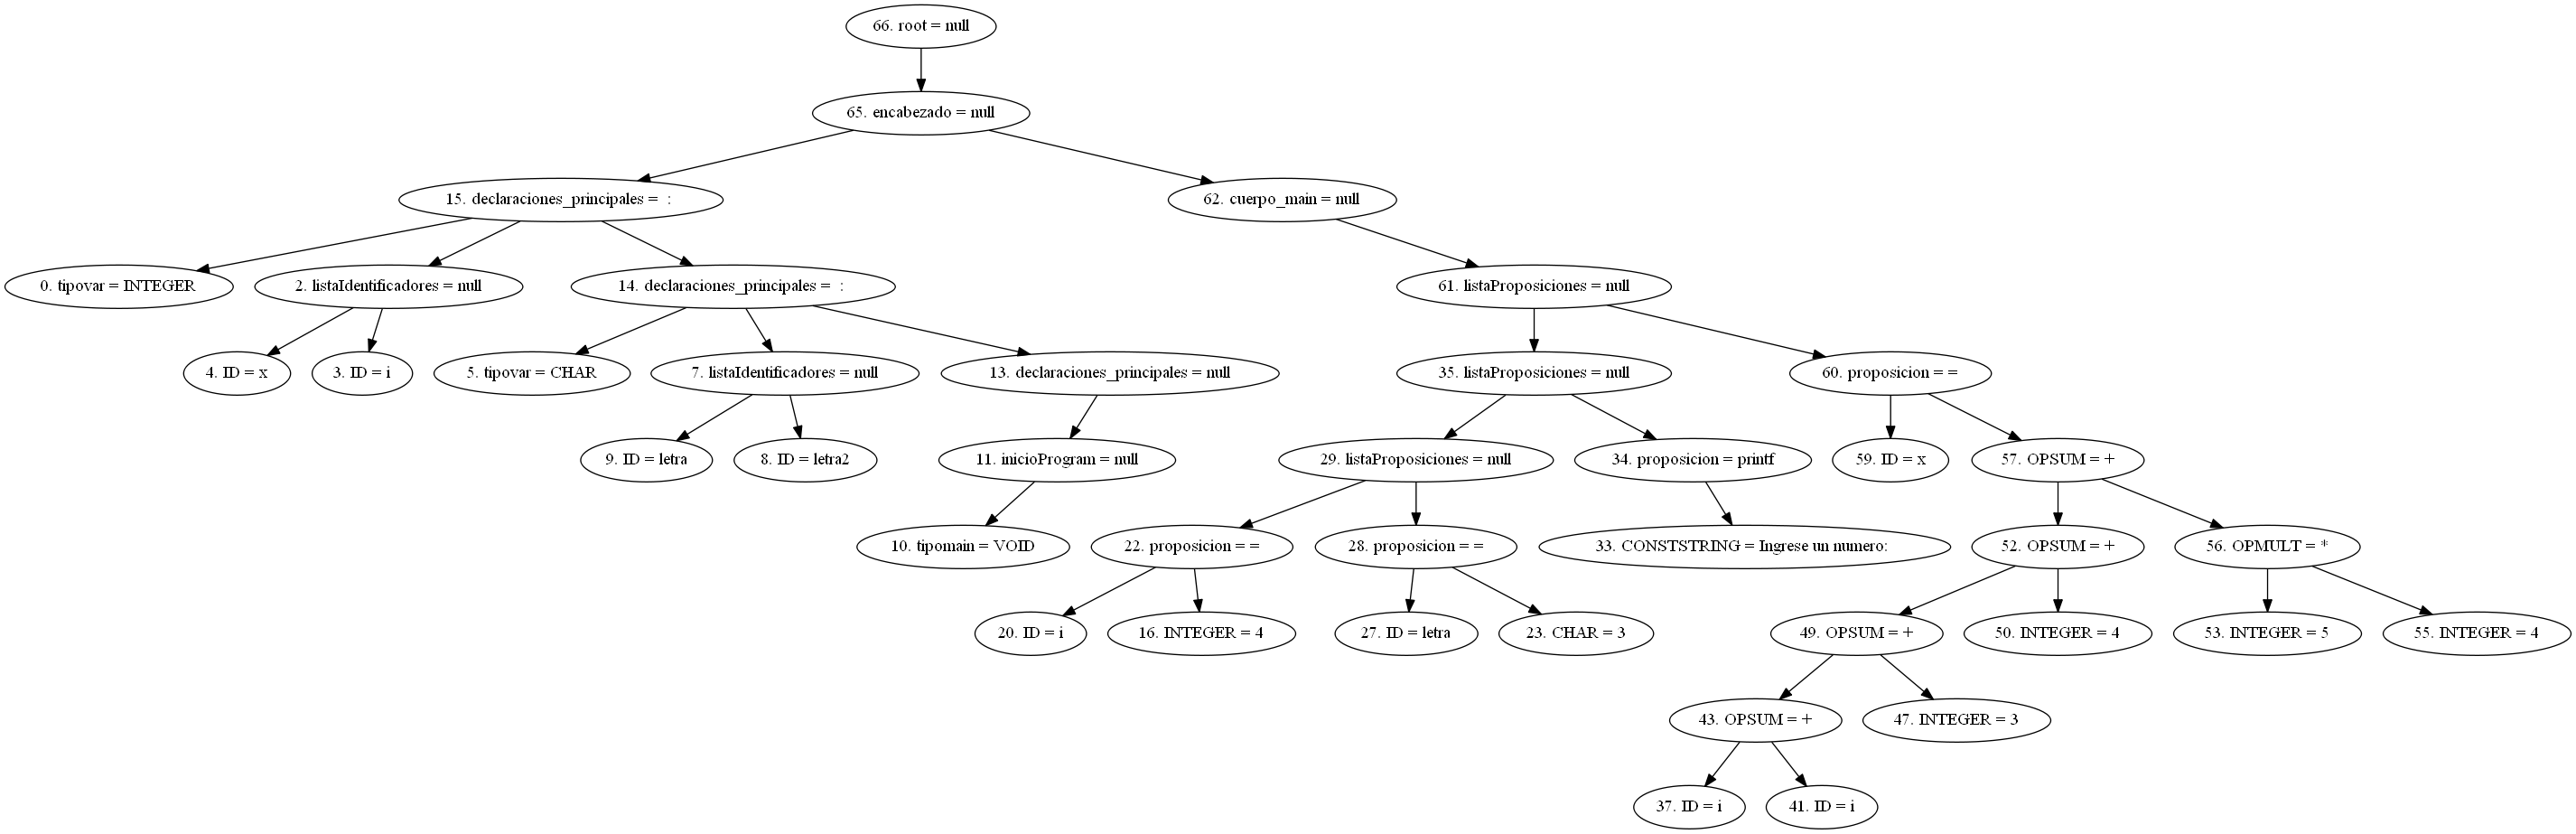 66. root = null
65. encabezado = null
15. declaraciones_principales = :
62. cuerpo_main = null
0. tipovar = INTEGER
2. listaIdentificadores = null
14. declaraciones_principales = :
61. listaProposiciones = null
4. ID = x
3. ID = i
5. tipovar = CHAR
7. listaIdentificadores = null
13. declaraciones_principales = null
35. listaProposiciones = null
60. proposicion = =
9. ID = letra
8. ID = letra2
11. inicioProgram = null
29. listaProposiciones = null
34. proposicion = printf
59. ID = x
57. OPSUM = +
10. tipomain = VOID
22. proposicion = =
28. proposicion = =
33. CONSTSTRING = Ingrese un numero:
52. OPSUM = +
56. OPMULT = *
20. ID = i
16. INTEGER = 4
27. ID = letra
23. CHAR = 3
49. OPSUM = +
50. INTEGER = 4
53. INTEGER = 5
55. INTEGER = 4
43. OPSUM = +
47. INTEGER = 3
37. ID = i
41. ID = i